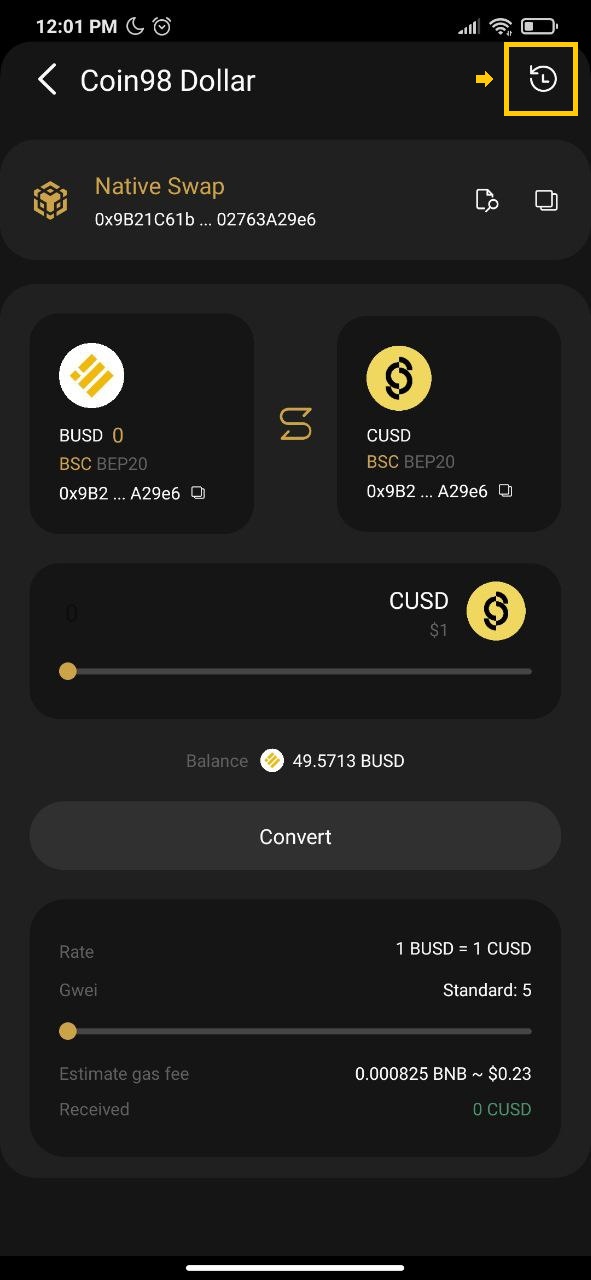 12:01 PM
Coin98 Dollar
Native Swap
0x9B21C61b ... 02763A29e6
BUSD 0
BSC BEP20
0x9B2 ... A29e6
CUSD
BSC BEP20
0x9B2 ... A29e6
0
CUSD
$1
Balance 49.5713 BUSD
Convert
Rate 1 BUSD = 1 CUSD
Gwei Standard: 5
Estimate gas fee 0.000825 BNB ~ $0.23
Received 0 CUSD